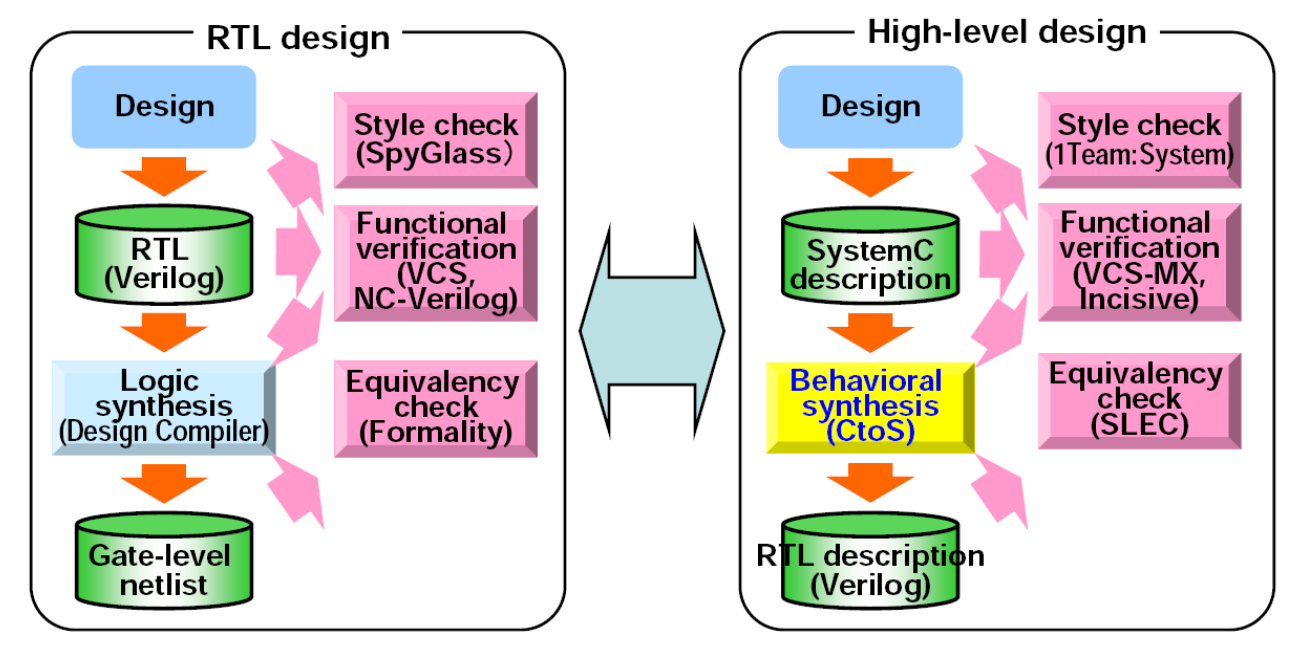 RTL design
Design
Style check
(SpyGlass）
RTL
(Verilog)
Functional
verification
(VCS,
NC-Verilog)
Logic
synthesis
(Design Compiler)
Equivalency
check
(Formality)
Gate-level
netlist
High-level design
Design
Style check
(1Team:System)
SystemC
description
Functional
verification
(VCS-MX,
Incisive)
Behavioral
synthesis
(CtoS)
Equivalency
check
(SLEC)
RTL description
(Verilog)